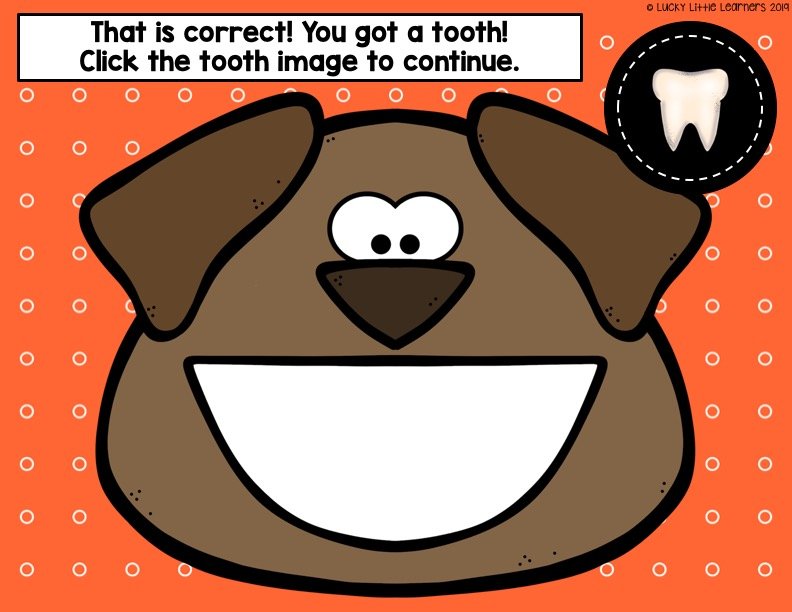 © Lucky Little Learners 2019
That is correct! You got a tooth!
Click the tooth image to continue.